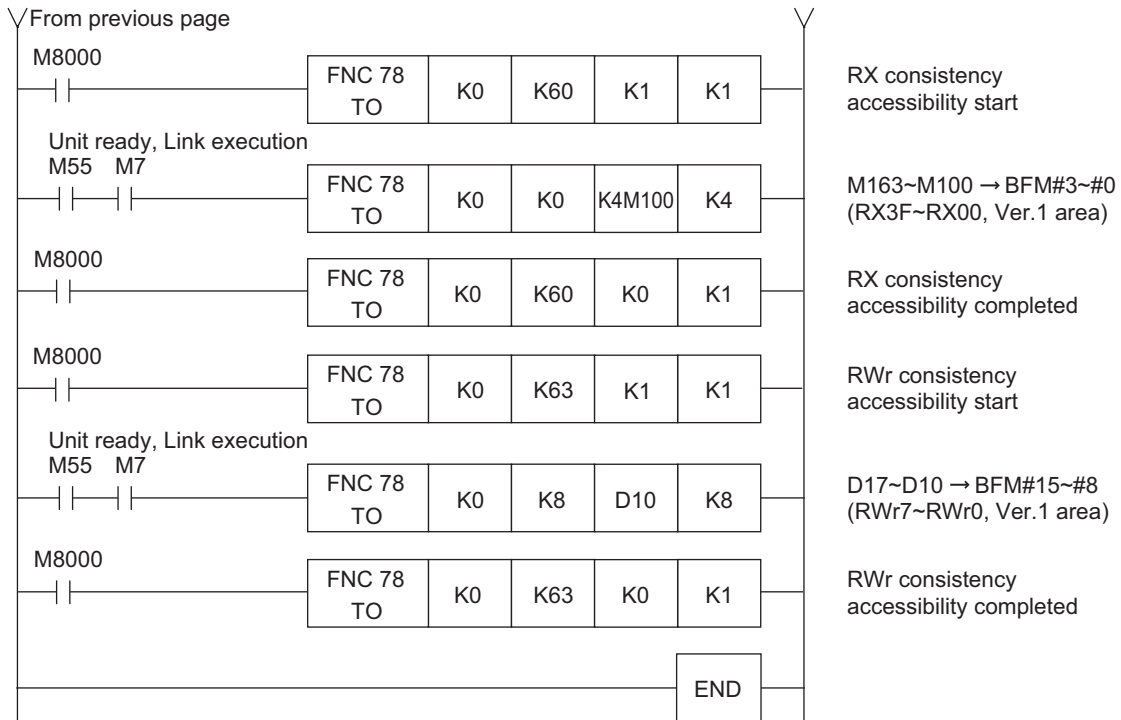 From previous page
M8000
FNC 78
TO
K0
K60
K1
K1
RX consistency
accessibility start
Unit ready, Link execution
M55 M7
FNC 78
TO
K0
K0
K4M100
K4
M163~M100 → BFM#3~#0
(RX3F~RX00, Ver.1 area)
M8000
FNC 78
TO
K0
K60
K0
K1
RX consistency
accessibility completed
M8000
FNC 78
TO
K0
K63
K1
K1
RWr consistency
accessibility start
Unit ready, Link execution
M55 M7
FNC 78
TO
K0
K8
D10
K8
D17~D10 → BFM#15~#8
(RWr7~RWr0, Ver.1 area)
M8000
FNC 78
TO
K0
K63
K0
K1
RWr consistency
accessibility completed
END